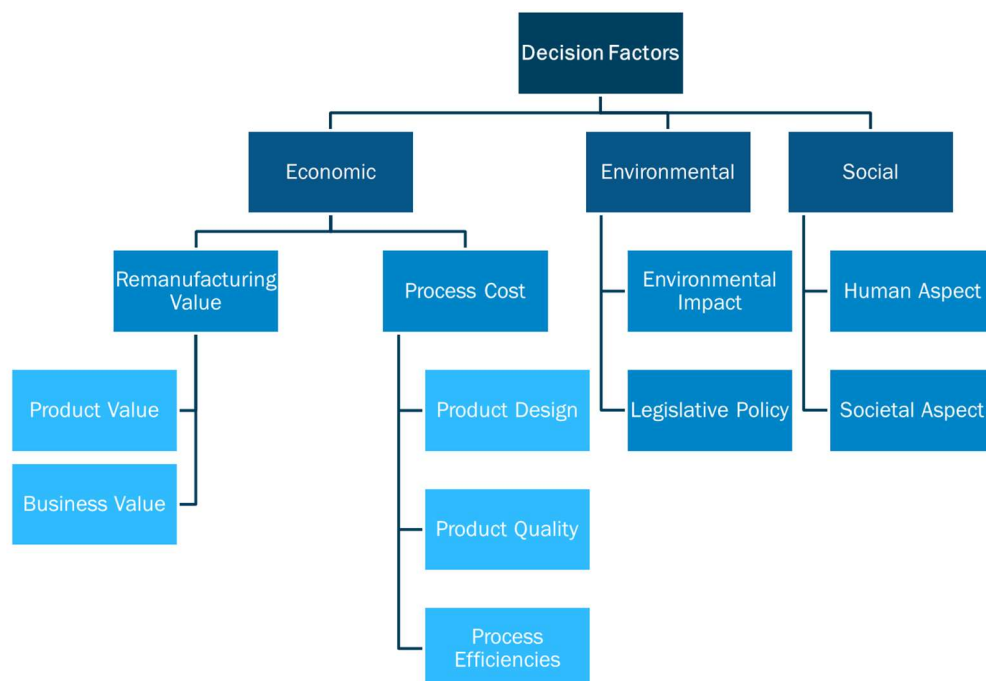 Decision Factors
Economic
Environmental
Social
Remanufacturing
Value
Process Cost
Environmental
Impact
Human Aspect
Product Value
Product Design
Legislative Policy
Societal Aspect
Business Value
Product Quality
Process
Efficiencies